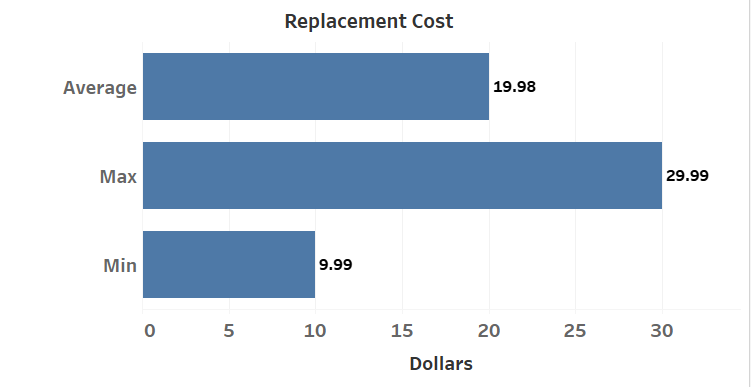 Replacement Cost
Average 19.98
Max 29.99
Min 9.99
0 5 10 15 20 25 30
Dollars